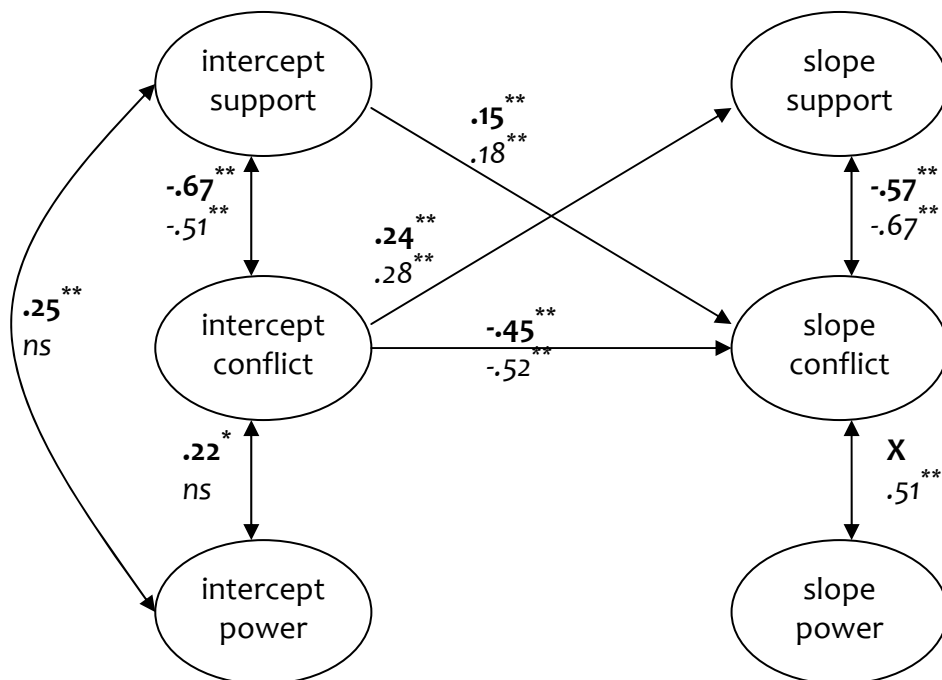 intercept
support
slope
support
.15**
.18**
-.67**
-.51**
-.57**
-.67**
.24**
.28**
.25**
ns
intercept
conflict
-.45**
-.52**
slope
conflict
.22*
ns
X
.51**
intercept
power
slope
power